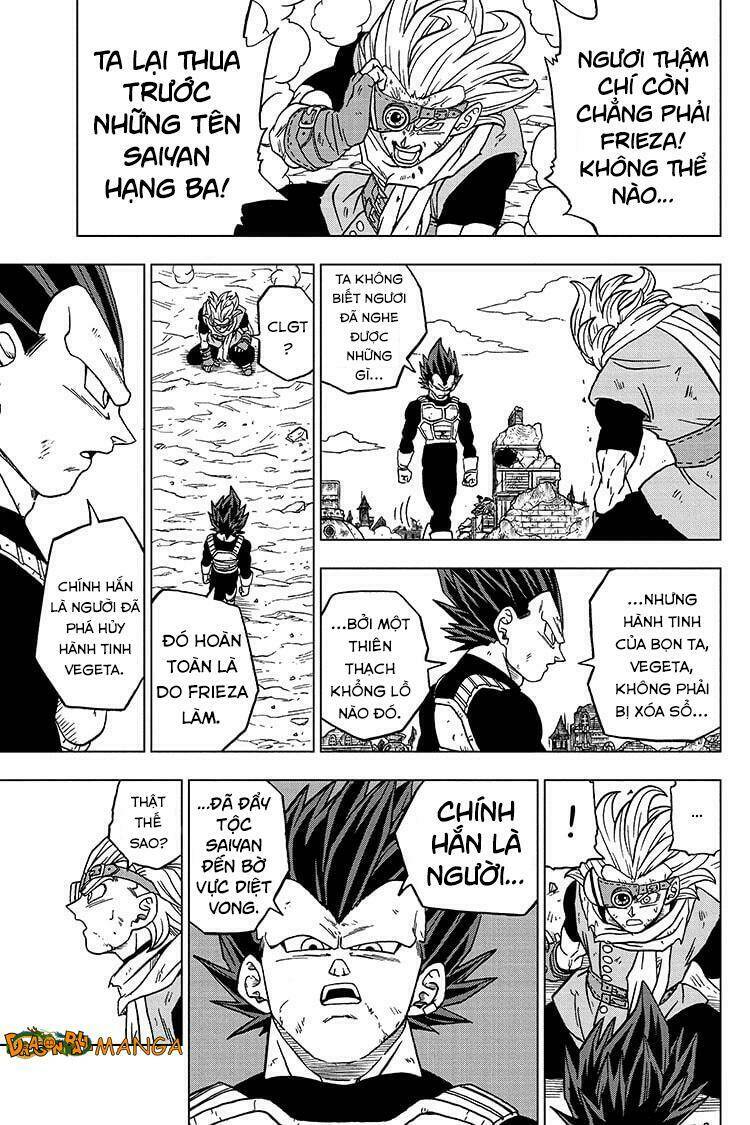 NGƯƠI THẬM
CHÍ CÒN
CHẲNG PHẢI
FRIEZA!
KHÔNG THỂ
NÀO...
TA LẠI THUA
TRƯỚC
NHỮNG TÊN
SAIYAN
HẠNG BA!
TA KHÔNG
BIẾT NGƯƠI
ĐÃ NGHE
ĐƯỢC
NHỮNG
GÌ...
...NHƯNG
HÀNH TINH
CỦA BỌN TA,
VEGETA,
KHÔNG PHẢI
BỊ XÓA SỔ...
...BỞI MỘT
THIÊN
THẠCH
KHỔNG LỒ
NÀO ĐÓ.
CLGT
?
ĐÓ HOÀN
TOÀN LÀ
DO FRIEZA
LÀM.
CHÍNH HẮN
LÀ NGƯỜI ĐÃ
PHÁ HỦY
HÀNH TINH
VEGETA.
...
!
CHÍNH
HẮN LÀ
NGƯỜI...
...ĐÃ ĐẨY
TỘC
SAIYAN
ĐẾN BỜ
VỰC DIỆT
VONG.
THẬT
THẾ
SAO?
DRAGON BALL MANGA